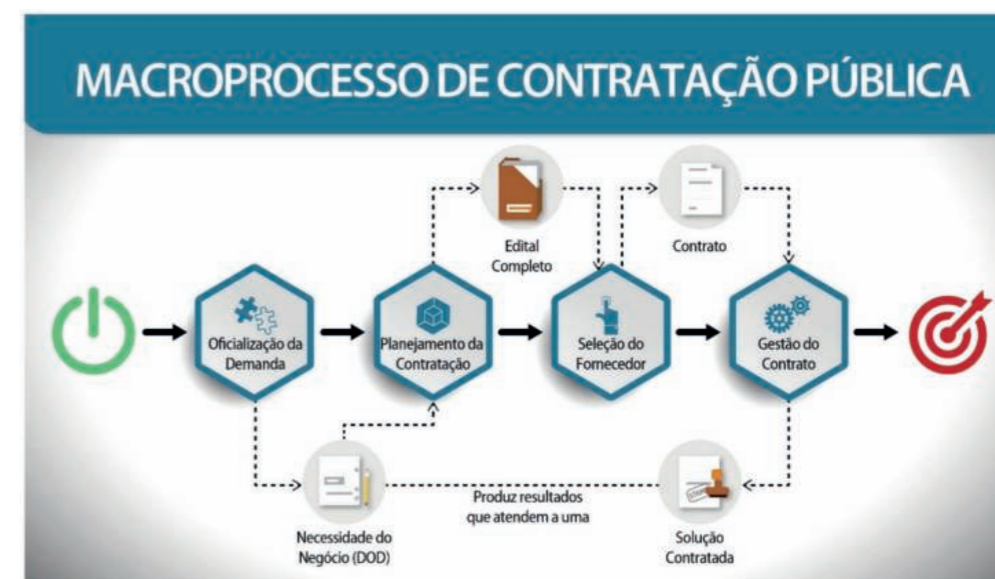 MACROPROCESSO DE CONTRATAÇÃO PÚBLICA
Edital
Completo
Contrato
Oficialização da
Demanda
Planejamento da
Contratação
Seleção do
Fornecedor
Gestão do
Contrato
Necessidade do
Negócio (DOD)
Produz resultados
que atendem a uma
Solução
Contratada